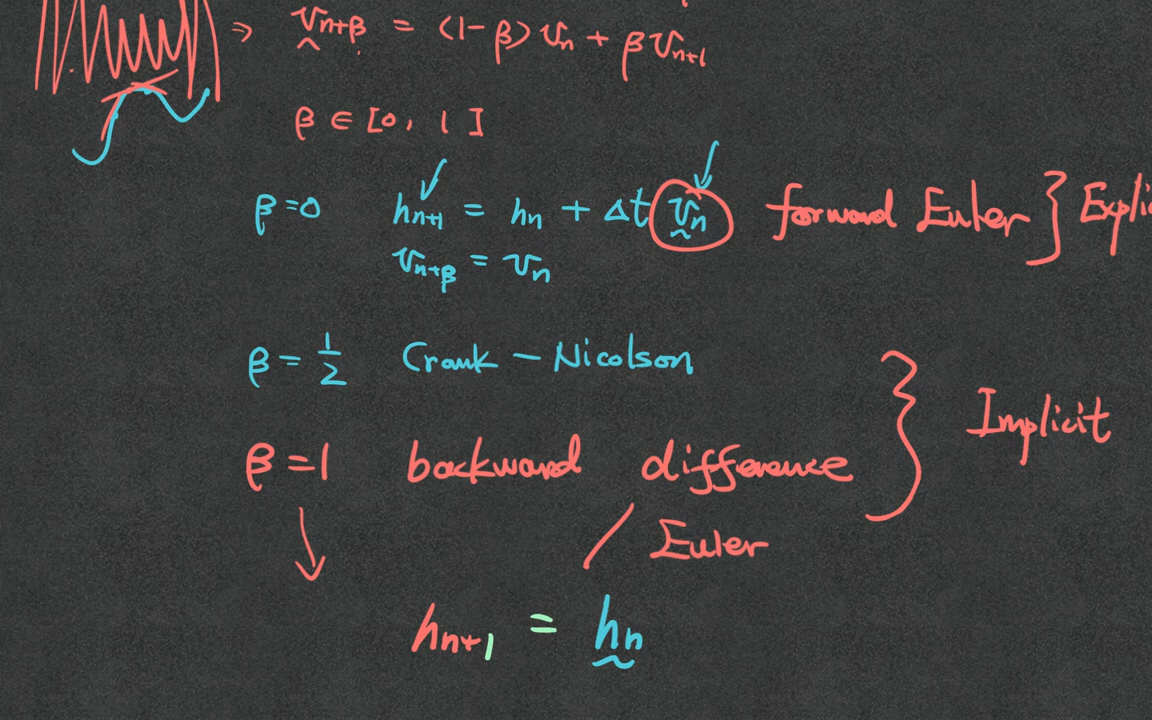 ⇒ v_{n+β} = (1-β) v_n + β v_{n+1}
β ∈ [0, 1]
β=0 h_{n+1} = h_n + Δt v_n forward Euler } Explic
v_{n+β} = v_n
β = 1/2 Crank - Nicolson
} Implicit
β=1 backward difference
/ Euler
↓
h_{n+1} = h_n